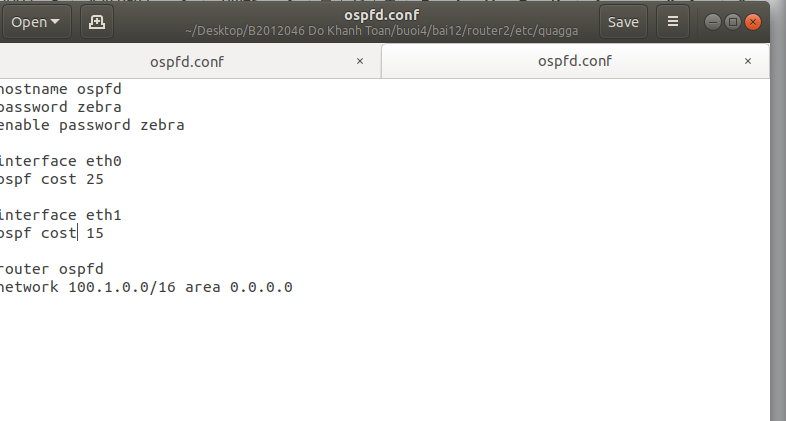 Open
ospfd.conf
~/Desktop/B2012046 Do Khanh Toan/buoi4/bai12/router2/etc/quagga
Save
ospfd.conf ×
ospfd.conf ×
hostname ospfd
password zebra
enable password zebra
interface eth0
ospf cost 25
interface eth1
ospf cost 15
router ospfd
network 100.1.0.0/16 area 0.0.0.0